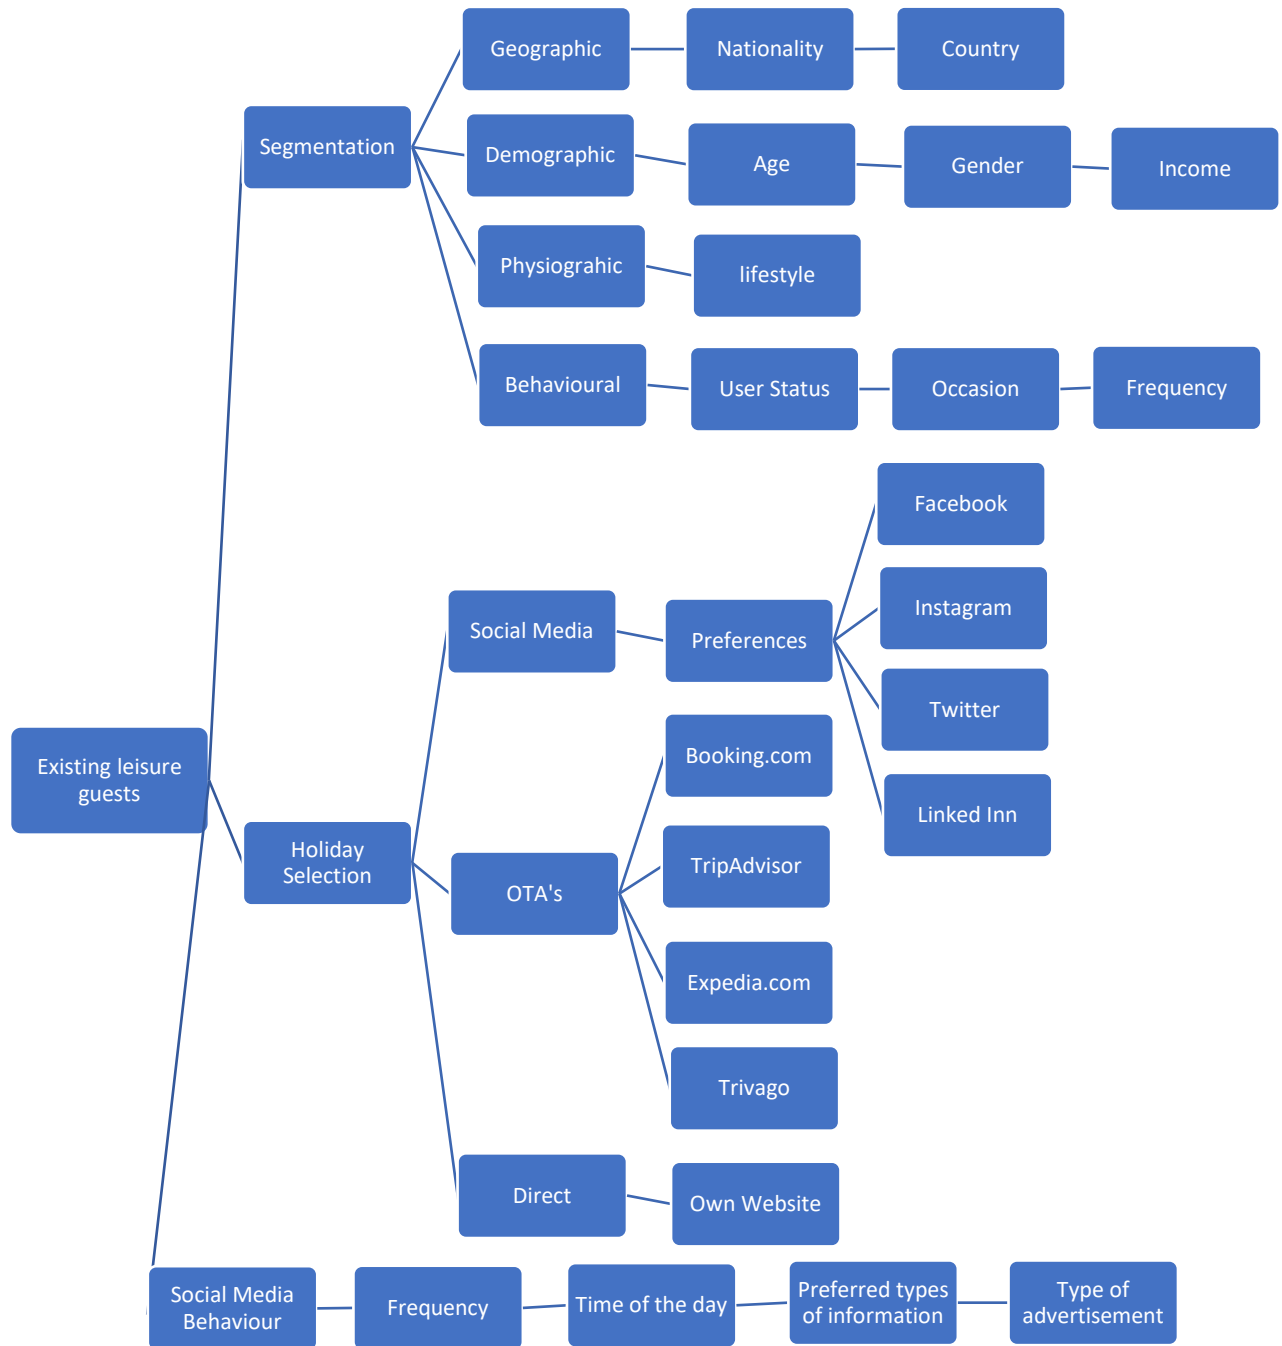 Geographic
Nationality
Country
Segmentation
Demographic
Age
Gender
Income
Physiograhic
lifestyle
Behavioural
User Status
Occasion
Frequency
Facebook
Instagram
Social Media
Preferences
Twitter
Booking.com
Existing leisure
guests
Linked Inn
Holiday
Selection
TripAdvisor
OTA's
Expedia.com
Trivago
Direct
Own Website
Social Media
Behaviour
Frequency
Time of the day
Preferred types
of information
Type of
advertisement